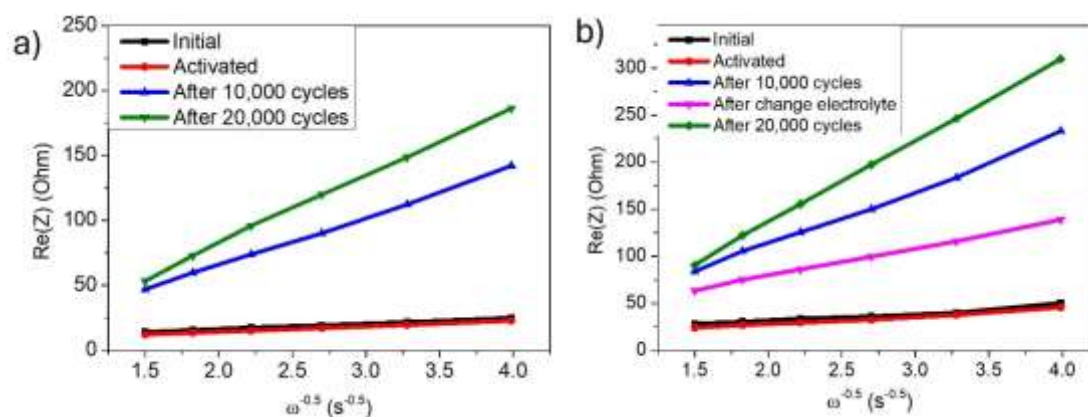 a)
250
200
150
100
50
0
Re(Z) (Ohm)
Initial
Activated
After 10,000 cycles
After 20,000 cycles
1.5 2.0 2.5 3.0 3.5 4.0
ω^-0.5 (s^-0.5)
b)
300
250
200
150
100
50
0
Re(Z) (Ohm)
Initial
Activated
After 10,000 cycles
After change electrolyte
After 20,000 cycles
1.5 2.0 2.5 3.0 3.5 4.0
ω^-0.5 (s^-0.5)